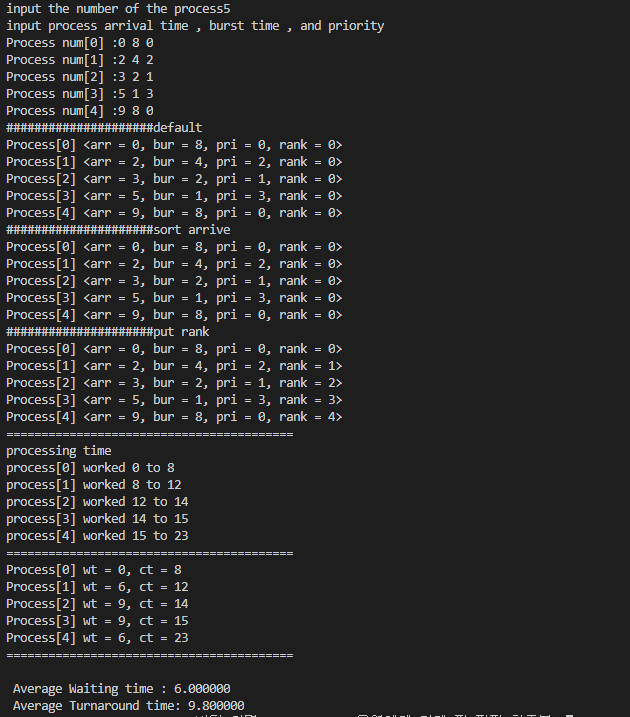 input the number of the process5
input process arrival time , burst time , and priority
Process num[0] :0 8 0
Process num[1] :2 4 2
Process num[2] :3 2 1
Process num[3] :5 1 3
Process num[4] :9 8 0
#####################default
Process[0] <arr = 0, bur = 8, pri = 0, rank = 0>
Process[1] <arr = 2, bur = 4, pri = 2, rank = 0>
Process[2] <arr = 3, bur = 2, pri = 1, rank = 0>
Process[3] <arr = 5, bur = 1, pri = 3, rank = 0>
Process[4] <arr = 9, bur = 8, pri = 0, rank = 0>
#####################sort arrive
Process[0] <arr = 0, bur = 8, pri = 0, rank = 0>
Process[1] <arr = 2, bur = 4, pri = 2, rank = 0>
Process[2] <arr = 3, bur = 2, pri = 1, rank = 0>
Process[3] <arr = 5, bur = 1, pri = 3, rank = 0>
Process[4] <arr = 9, bur = 8, pri = 0, rank = 0>
#####################put rank
Process[0] <arr = 0, bur = 8, pri = 0, rank = 0>
Process[1] <arr = 2, bur = 4, pri = 2, rank = 1>
Process[2] <arr = 3, bur = 2, pri = 1, rank = 2>
Process[3] <arr = 5, bur = 1, pri = 3, rank = 3>
Process[4] <arr = 9, bur = 8, pri = 0, rank = 4>
=========================================
processing time
process[0] worked 0 to 8
process[1] worked 8 to 12
process[2] worked 12 to 14
process[3] worked 14 to 15
process[4] worked 15 to 23
=========================================
Process[0] wt = 0, ct = 8
Process[1] wt = 6, ct = 12
Process[2] wt = 9, ct = 14
Process[3] wt = 9, ct = 15
Process[4] wt = 6, ct = 23
=========================================
Average Waiting time : 6.000000
Average Turnaround time: 9.800000